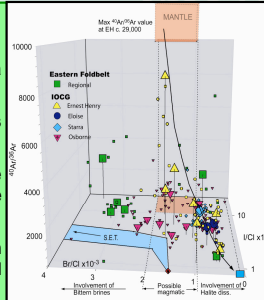 MANTLE
Max ⁴⁰Ar/³⁶Ar value
at EH c. 29,000
10000
8000
6000
4000
2000
⁴⁰Ar/³⁶Ar
Eastern Foldbelt
Regional
IOCG
Ernest Henry
Eloise
Starra
Osborne
S.E.T.
Br/Cl x10⁻³
4
3
2
1
0
10
1
I/Cl x1
Involvement of
Bittern brines
Possible
magmatic
Involvement of
Halite diss.